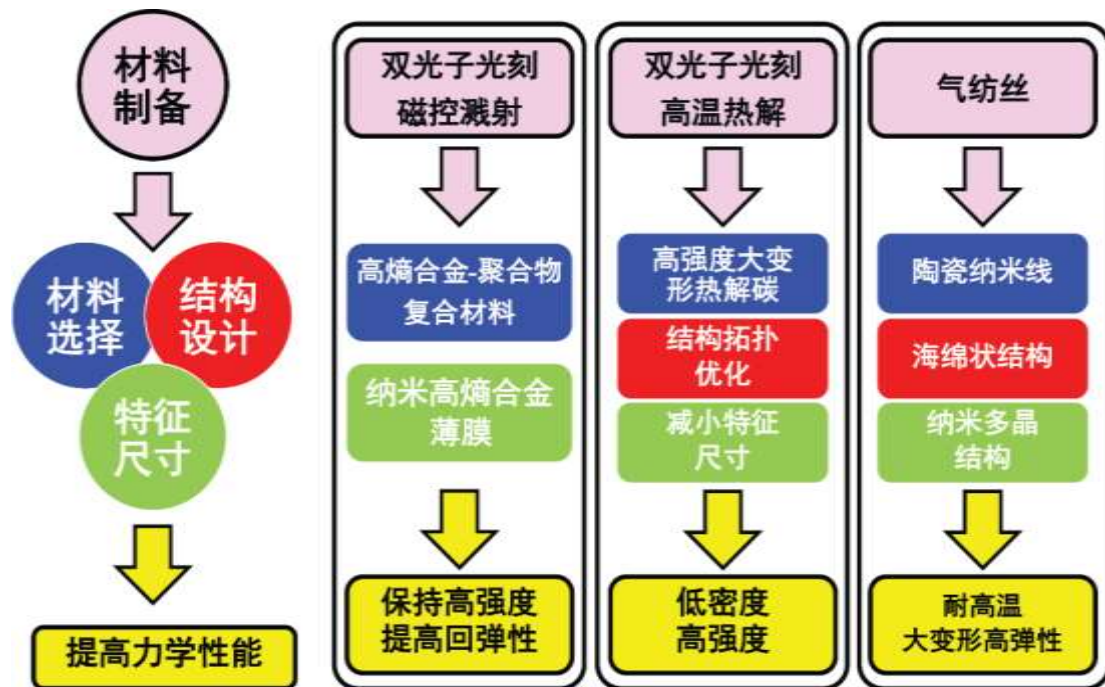 材料
制备
材料
选择
结构
设计
特征
尺寸
提高力学性能
双光子光刻
磁控溅射
高熵合金-聚合物
复合材料
纳米高熵合金
薄膜
保持高强度
提高回弹性
双光子光刻
高温热解
高强度大变
形热解碳
结构拓扑
优化
减小特征
尺寸
低密度
高强度
气纺丝
陶瓷纳米线
海绵状结构
纳米多晶
结构
耐高温
大变形高弹性